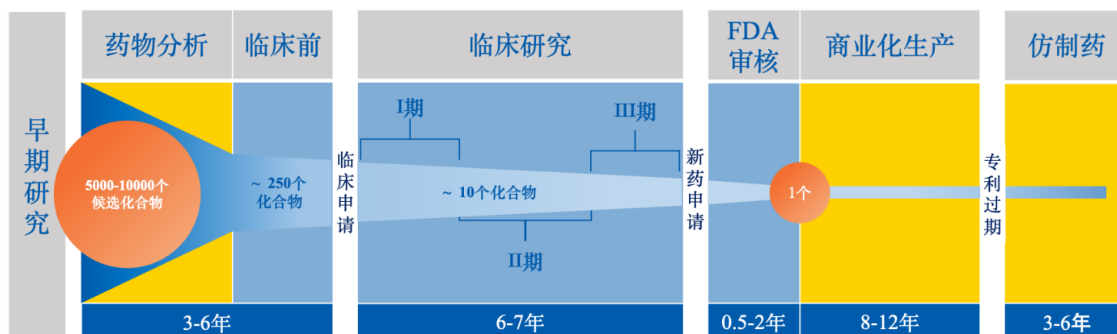 早期研究
药物分析
临床前
临床研究
FDA
审核
商业化生产
仿制药
5000-10000个
候选化合物
~ 250个
化合物
临床申请
I期
~ 10个化合物
II期
III期
新药申请
1个
专利过期
3-6年
6-7年
0.5-2年
8-12年
3-6年